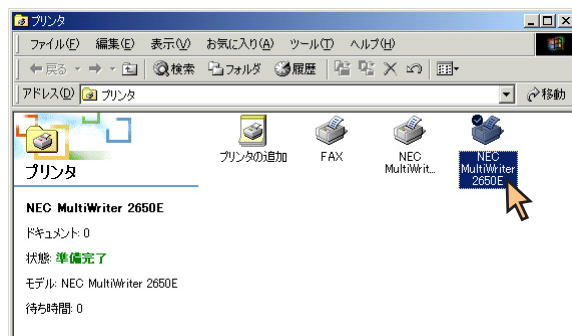 プリンタ
ファイル(F) 編集(E) 表示(V) お気に入り(A) ツール(T) ヘルプ(H)
戻る 検索 フォルダ 履歴
アドレス(D) プリンタ 移動
プリンタ
プリンタの追加
FAX
NEC
MultiWrit...
NEC
MultiWriter
2650E
NEC MultiWriter 2650E
ドキュメント: 0
状態: 準備完了
モデル: NEC MultiWriter 2650E
待ち時間: 0